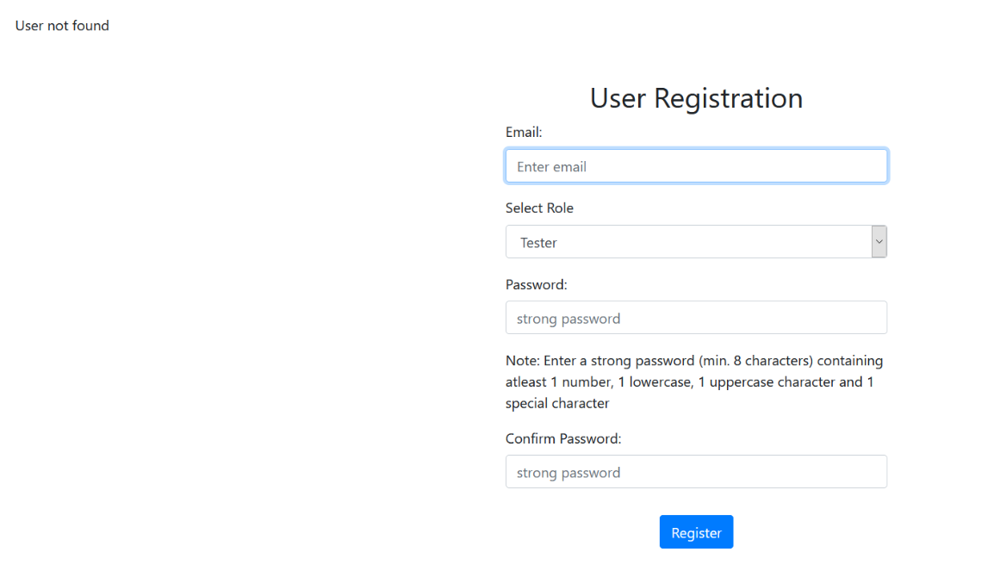 User not found
User Registration
Email:
Enter email
Select Role
Tester
Password:
strong password
Note: Enter a strong password (min. 8 characters) containing
atleast 1 number, 1 lowercase, 1 uppercase character and 1
special character
Confirm Password:
strong password
Register